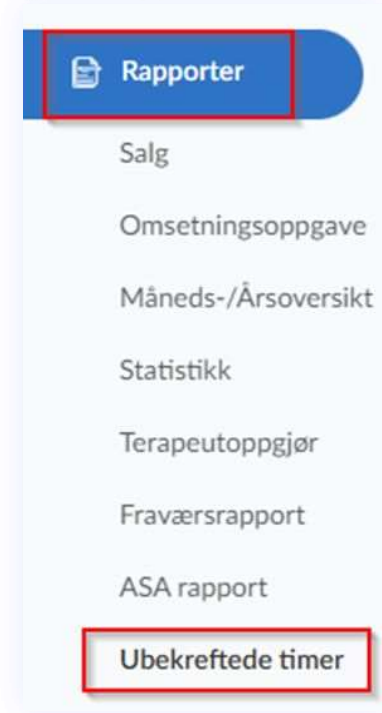 Rapporter
Salg
Omsetningsoppgave
Måneds-/Årsoversikt
Statistikk
Terapeutoppgjør
Fraværsrapport
ASA rapport
Ubekreftede timer